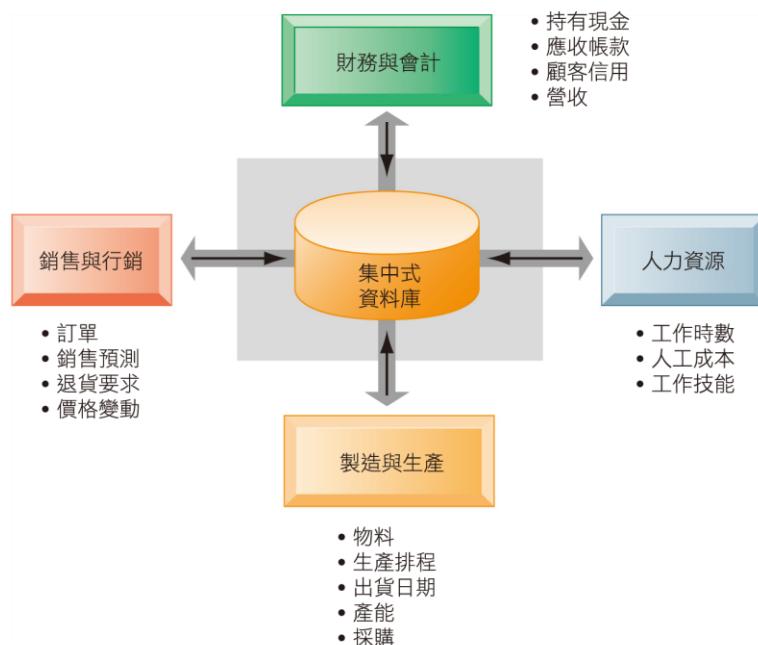 財務與會計
• 持有現金
• 應收帳款
• 顧客信用
• 營收
銷售與行銷
• 訂單
• 銷售預測
• 退貨要求
• 價格變動
集中式
資料庫
人力資源
• 工作時數
• 人工成本
• 工作技能
製造與生產
• 物料
• 生產排程
• 出貨日期
• 產能
• 採購